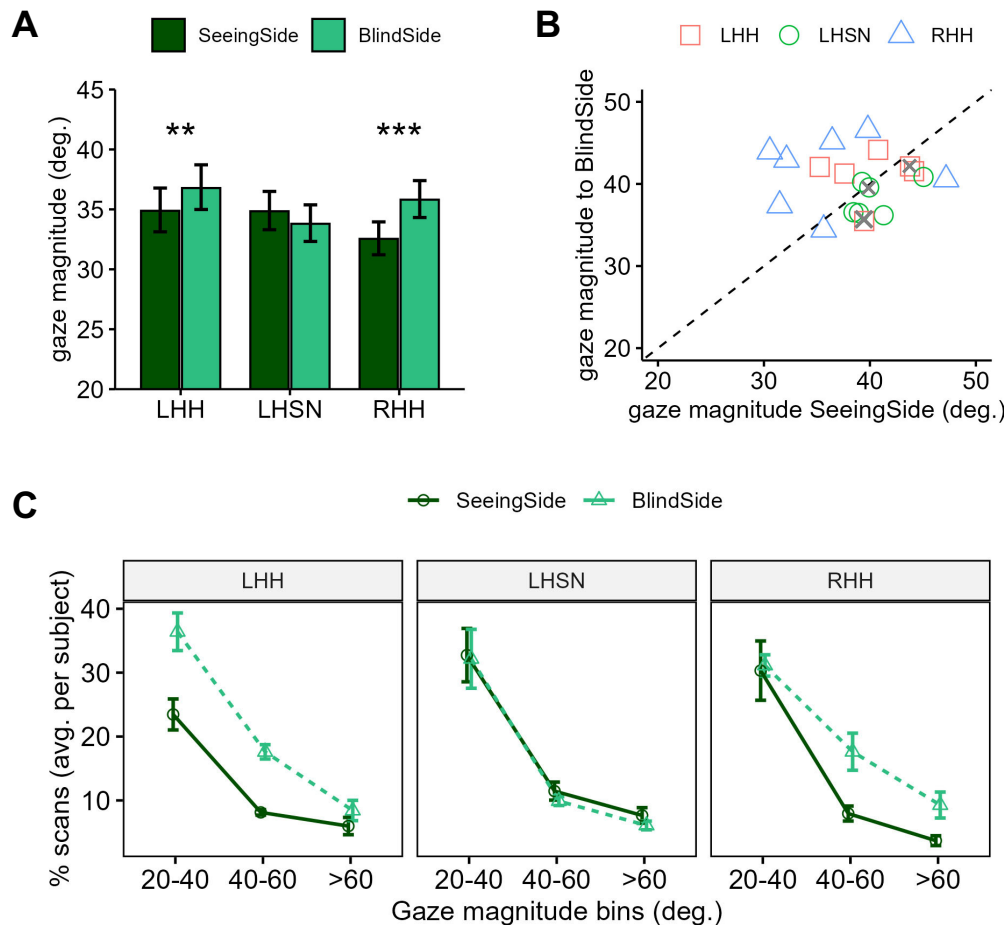 A
SeeingSide BlindSide
gaze magnitude (deg.)
45
40
35
30
25
20
** ***
LHH LHSN RHH
B
LHH LHSN RHH
gaze magnitude to BlindSide
50
40
30
20
20 30 40 50
gaze magnitude SeeingSide (deg.)
C
SeeingSide BlindSide
% scans (avg. per subject)
LHH LHSN RHH
40
30
20
10
20-40 40-60 >60 20-40 40-60 >60 20-40 40-60 >60
Gaze magnitude bins (deg.)